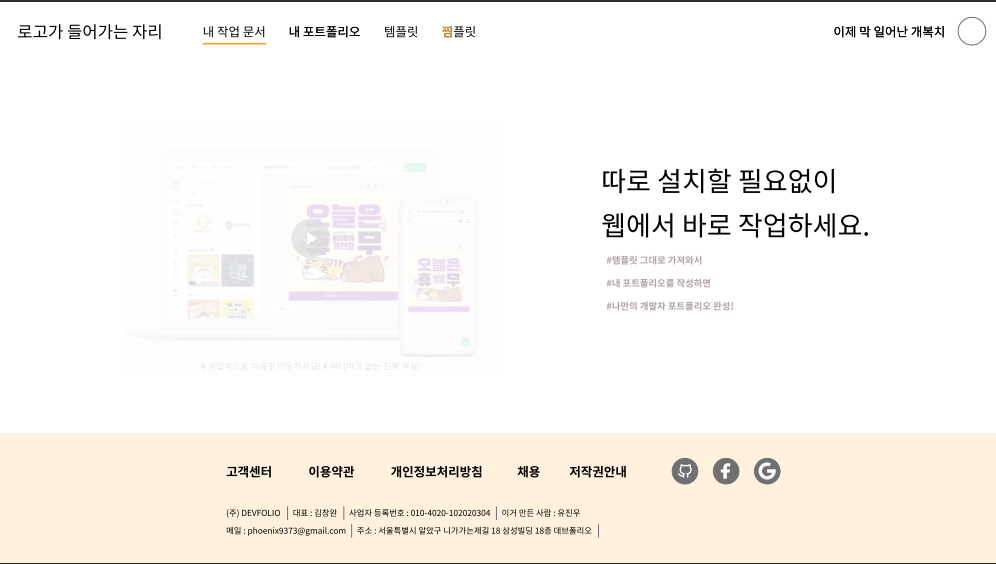 로고가 들어가는 자리 내 작업 문서 내 포트폴리오 템플릿 찜플릿 이제 막 일어난 개복치
오늘은
휴무
오늘은
휴무
# 상업적으로 마음껏 이용하세요! # 워터마크 없는 진짜 무료!
따로 설치할 필요없이
웹에서 바로 작업하세요.
#템플릿 그대로 가져와서
#내 포트폴리오를 작성하면
#나만의 개발자 포트폴리오 완성!
고객센터 이용약관 개인정보처리방침 채용 저작권안내
(주) DEVFOLIO | 대표 : 김창완 | 사업자 등록번호 : 010-4020-102020304 | 이거 만든 사람 : 유진우
메일 : phoenix9373@gmail.com | 주소 : 서울특별시 알았구 니가가는제길 18 삼성빌딩 18층 데브폴리오 |